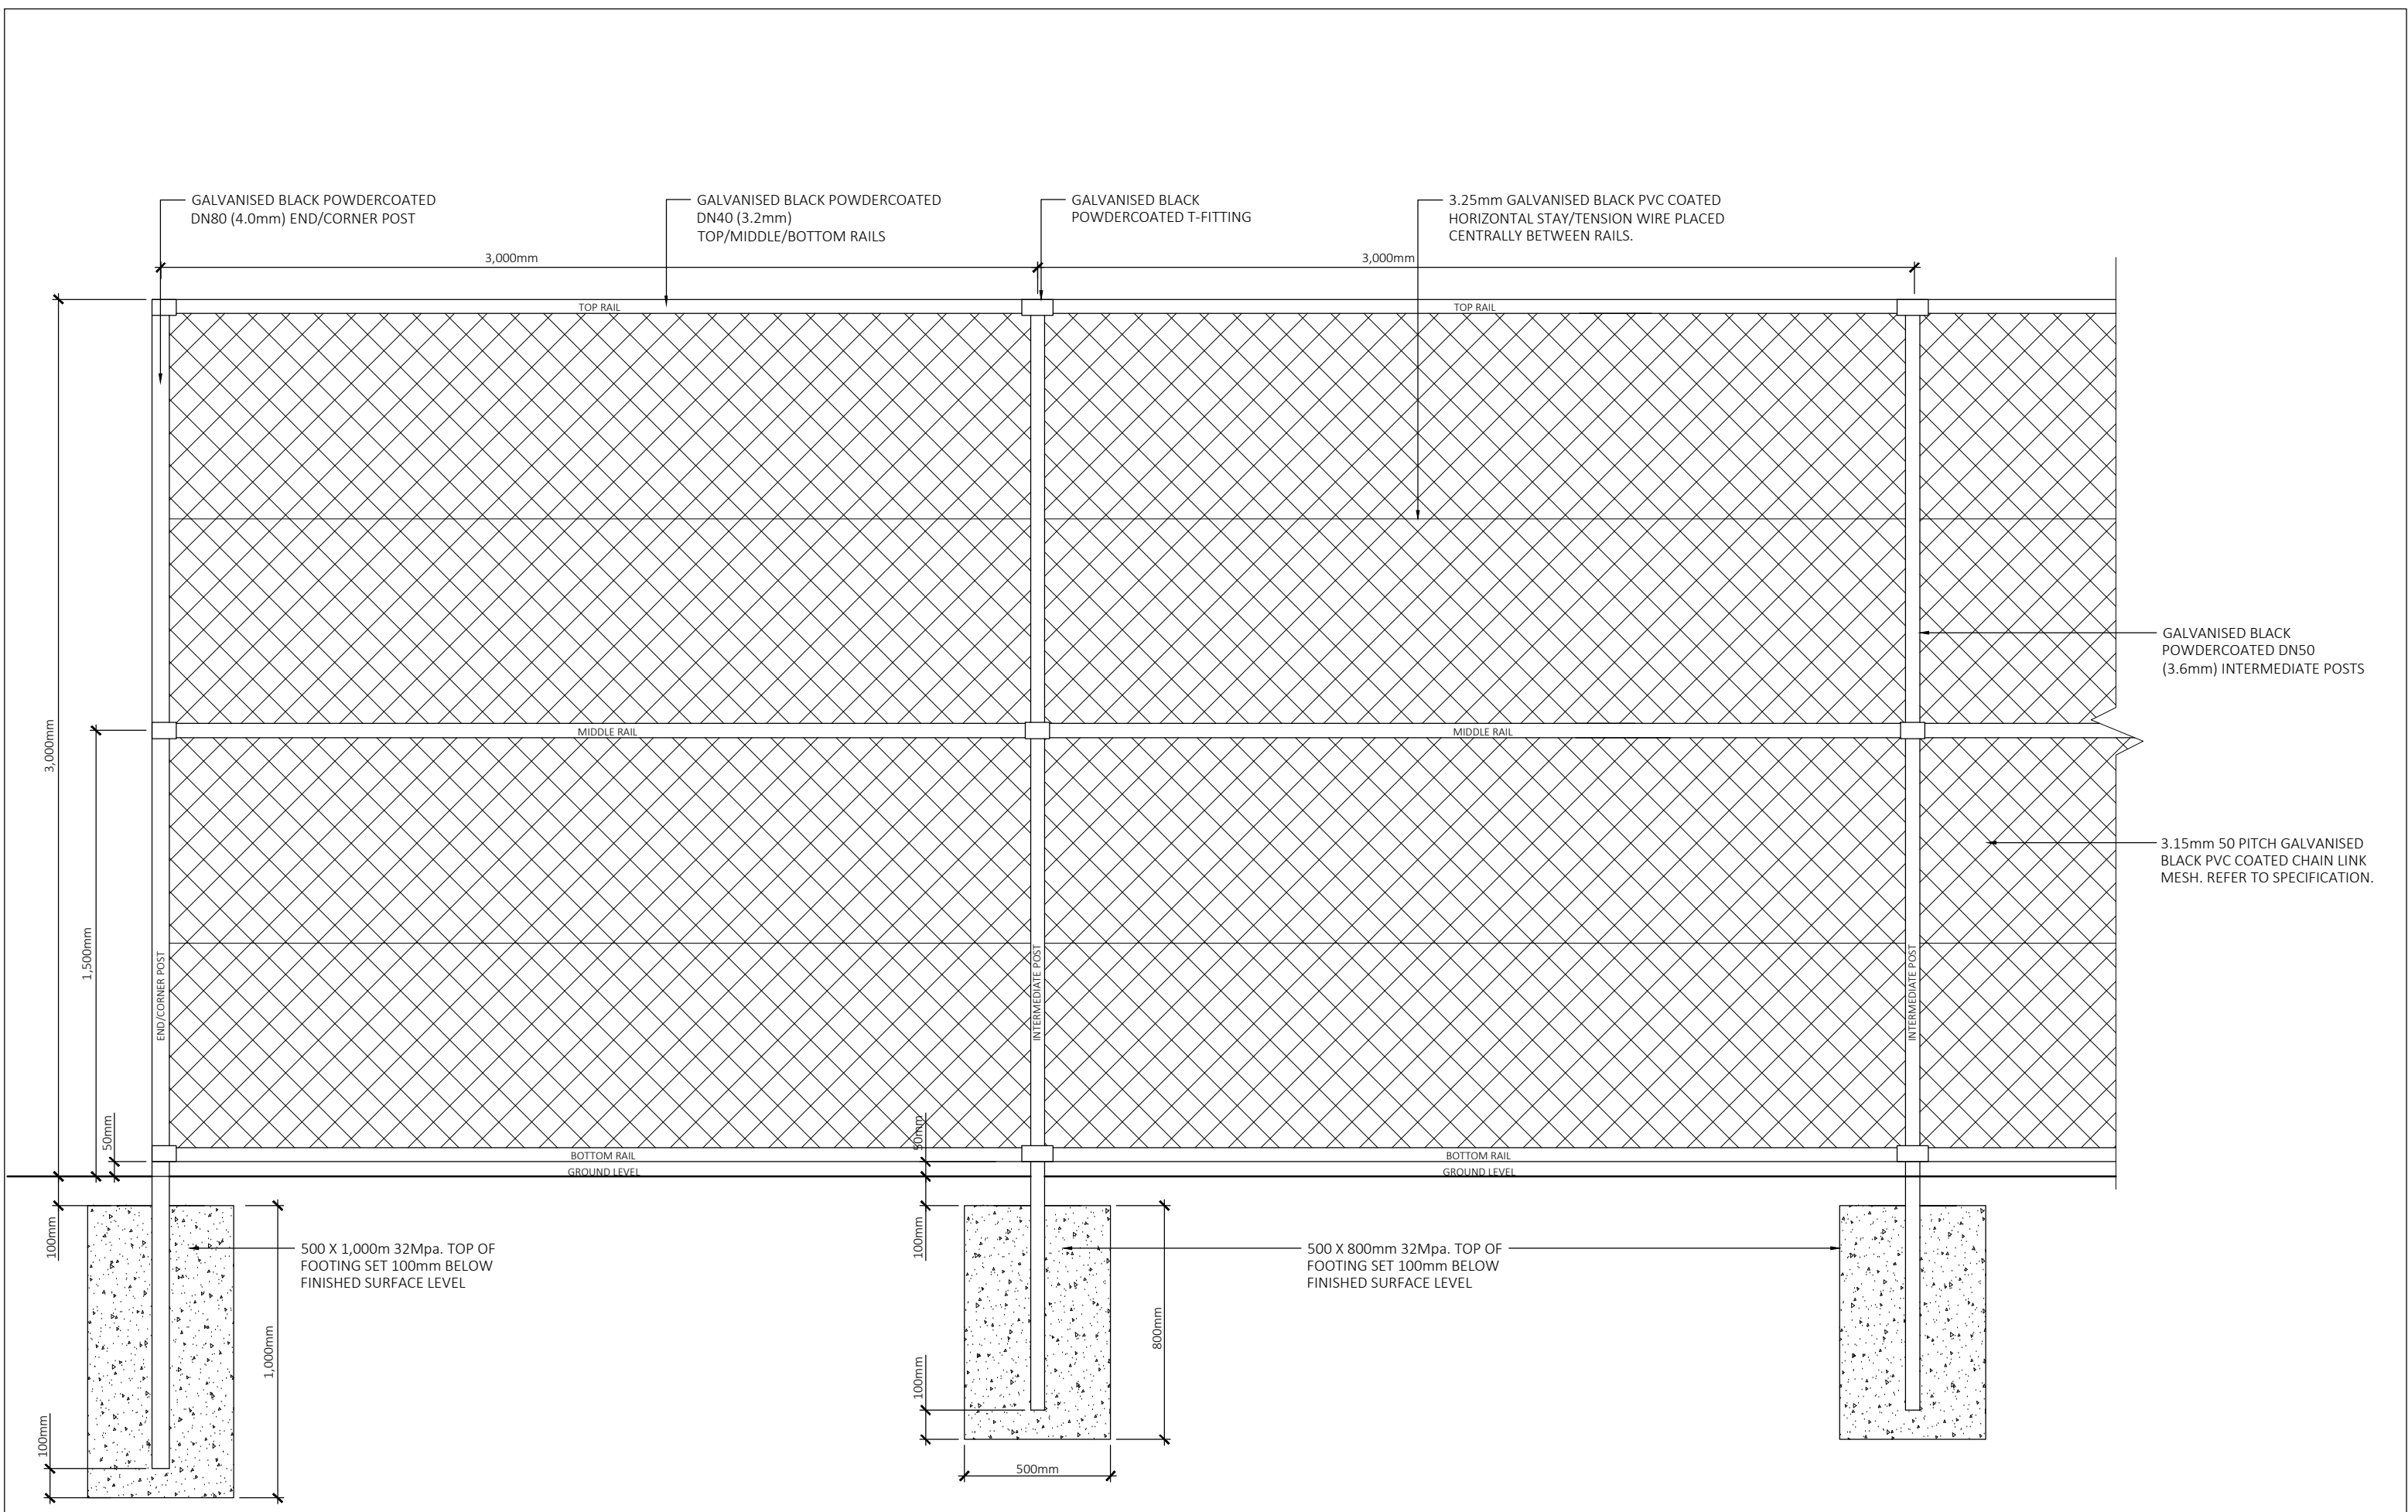 GALVANISED BLACK POWDERCOATED
DN80 (4.0mm) END/CORNER POST
GALVANISED BLACK POWDERCOATED
DN40 (3.2mm)
TOP/MIDDLE/BOTTOM RAILS
GALVANISED BLACK
POWDERCOATED T-FITTING
3.25mm GALVANISED BLACK PVC COATED
HORIZONTAL STAY/TENSION WIRE PLACED
CENTRALLY BETWEEN RAILS.
3,000mm
3,000mm
TOP RAIL
TOP RAIL
GALVANISED BLACK
POWDERCOATED DN50
(3.6mm) INTERMEDIATE POSTS
3,000mm
MIDDLE RAIL
MIDDLE RAIL
3.15mm 50 PITCH GALVANISED
BLACK PVC COATED CHAIN LINK
MESH. REFER TO SPECIFICATION.
1,500mm
END/CORNER POST
INTERMEDIATE POST
INTERMEDIATE POST
50mm
50mm
BOTTOM RAIL
BOTTOM RAIL
GROUND LEVEL
GROUND LEVEL
100mm
500 X 1,000m 32Mpa. TOP OF
FOOTING SET 100mm BELOW
FINISHED SURFACE LEVEL
100mm
500 X 800mm 32Mpa. TOP OF
FOOTING SET 100mm BELOW
FINISHED SURFACE LEVEL
1,000mm
800mm
100mm
100mm
500mm